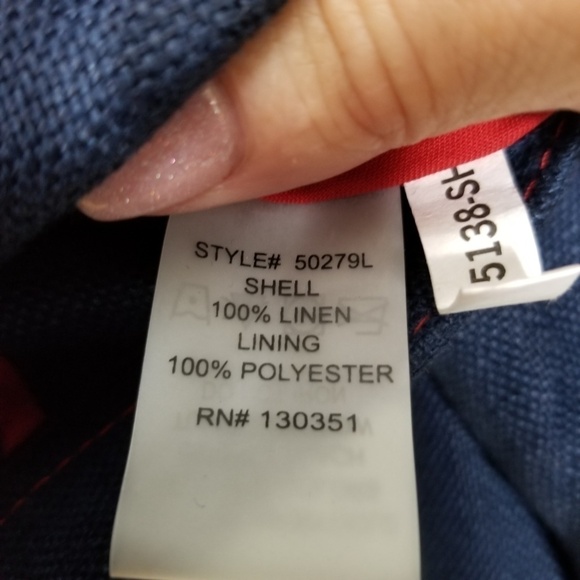 STYLE# 50279L
SHELL
100% LINEN
LINING
100% POLYESTER
RN# 130351
5138-SH